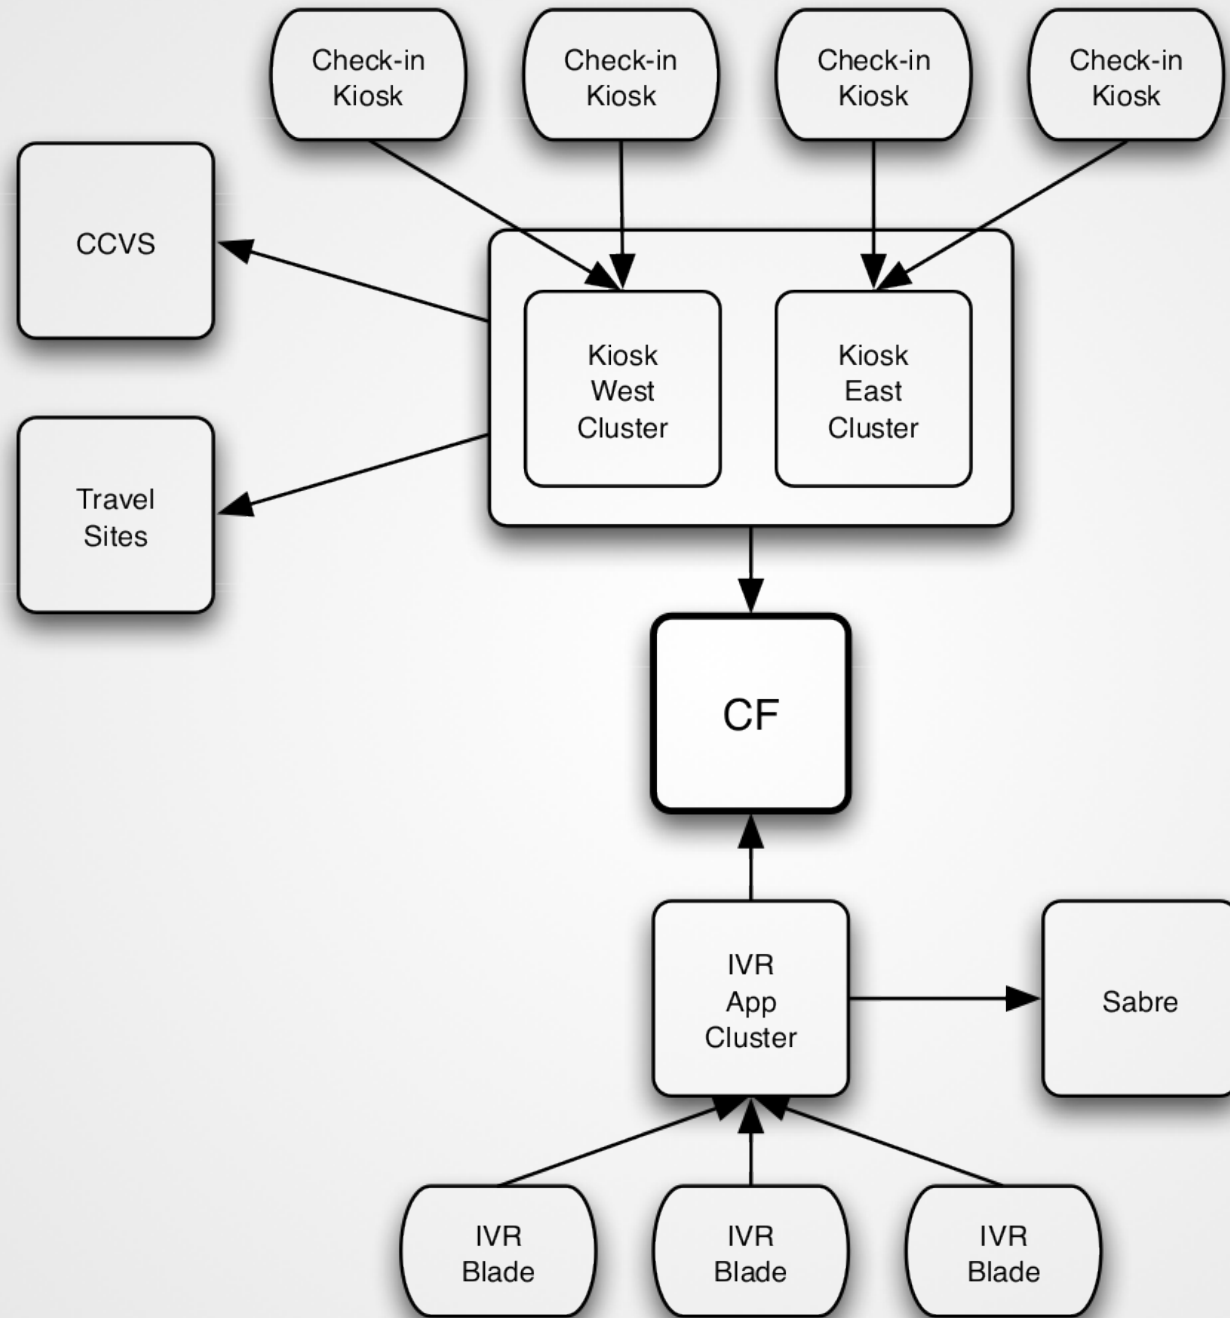 Check-in
Kiosk
Check-in
Kiosk
Check-in
Kiosk
Check-in
Kiosk
CCVS
Kiosk
West
Cluster
Kiosk
East
Cluster
Travel
Sites
CF
IVR
App
Cluster
Sabre
IVR
Blade
IVR
Blade
IVR
Blade